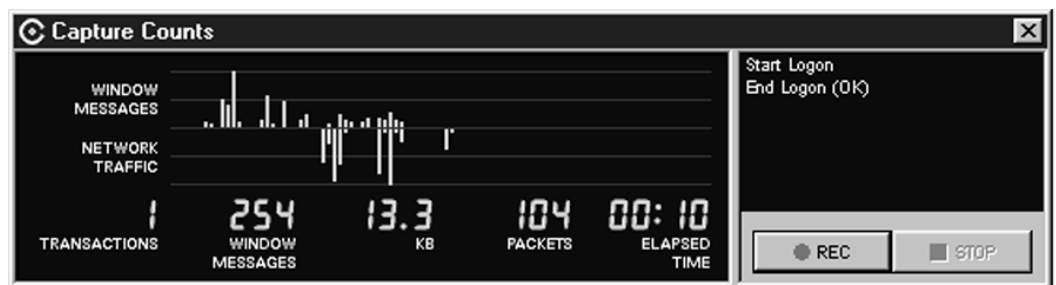 Capture Counts
WINDOW
MESSAGES
NETWORK
TRAFFIC
1 254 13.3 104 00:10
TRANSACTIONS WINDOW MESSAGES KB PACKETS ELAPSED TIME
Start Logon
End Logon (OK)
REC STOP